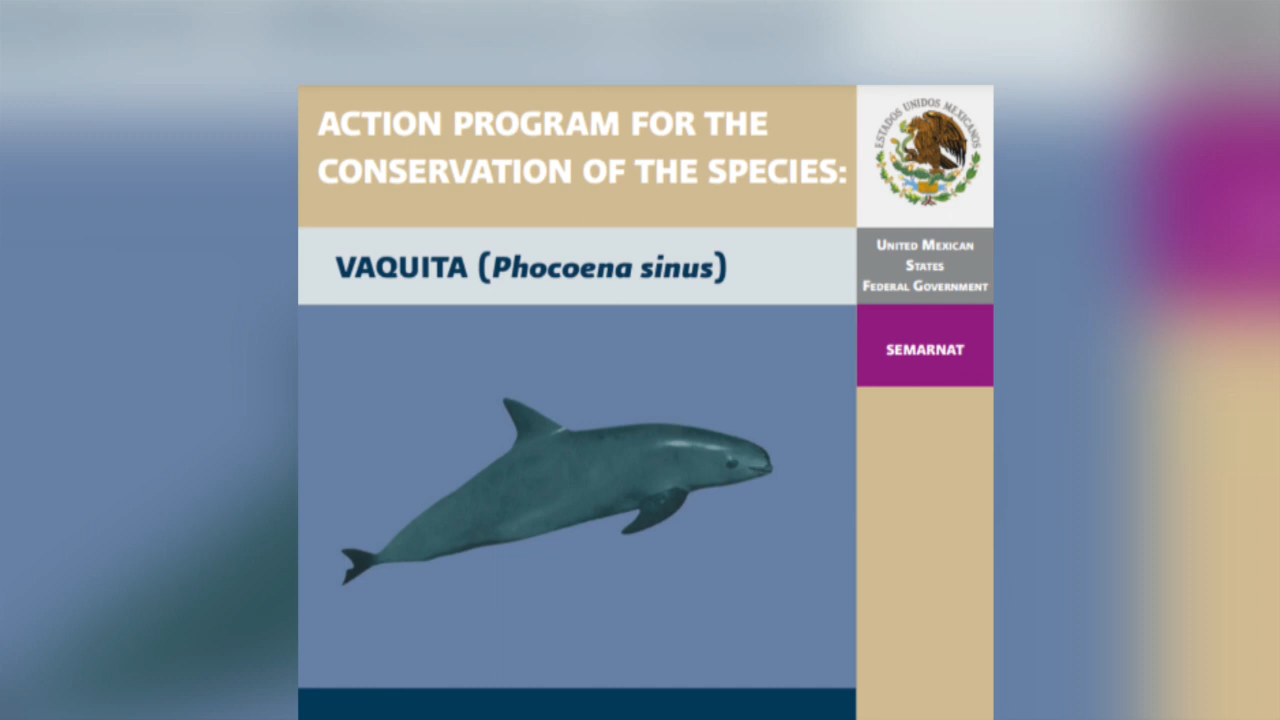 ACTION PROGRAM FOR THE
CONSERVATION OF THE SPECIES:
VAQUITA (Phocoena sinus)
ESTADOS UNIDOS MEXICANOS
UNITED MEXICAN
STATES
FEDERAL GOVERNMENT
SEMARNAT